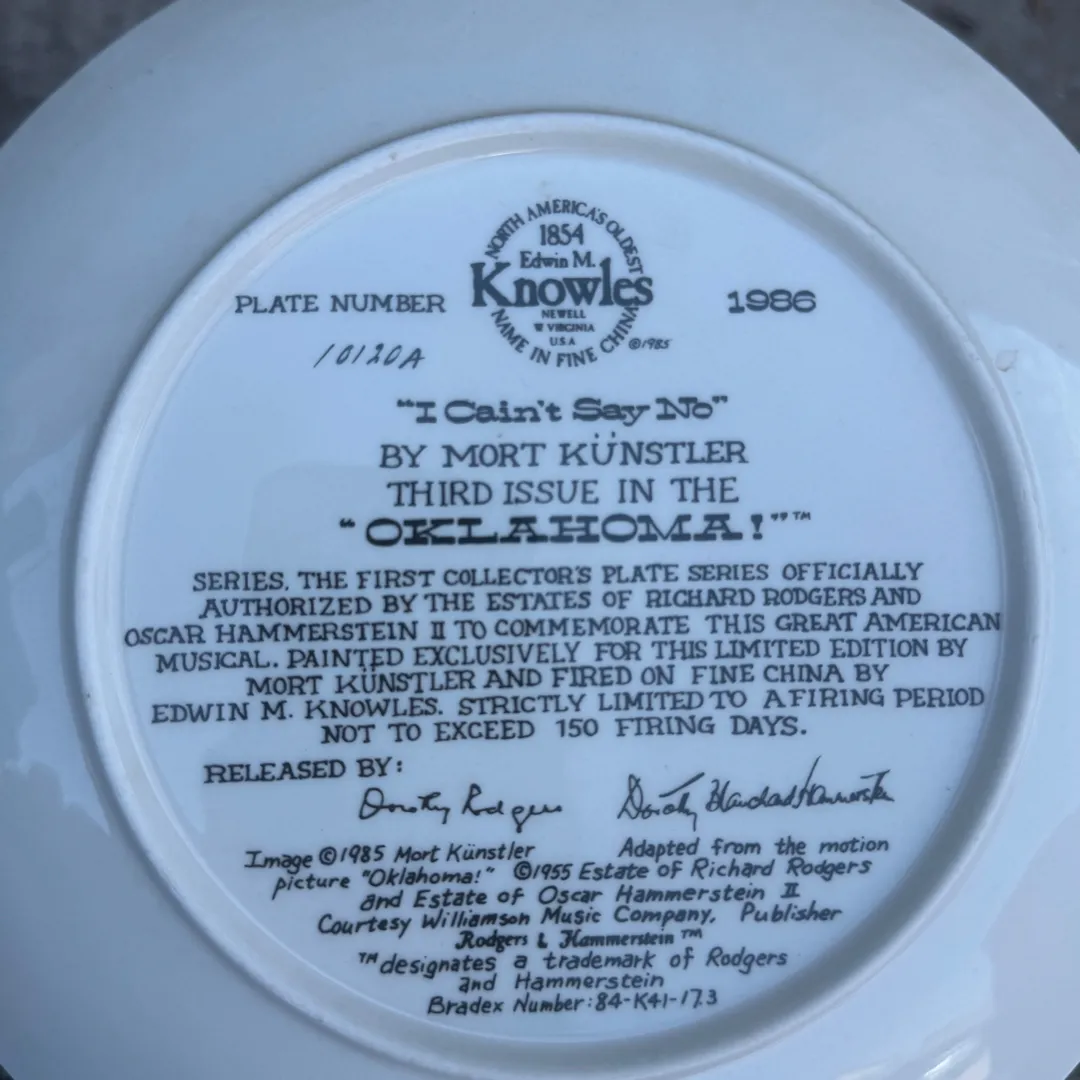 NORTH AMERICA'S OLDEST
1854
Edwin M.
Knowles
NEWELL
W VIRGINIA
U.S.A
NAME IN FINE CHINA
©1985
PLATE NUMBER
10120A
1986
"I Cain't Say No"
BY MORT KÜNSTLER
THIRD ISSUE IN THE
"OKLAHOMA!"™
SERIES, THE FIRST COLLECTOR'S PLATE SERIES OFFICIALLY
AUTHORIZED BY THE ESTATES OF RICHARD RODGERS AND
OSCAR HAMMERSTEIN II TO COMMEMORATE THIS GREAT AMERICAN
MUSICAL. PAINTED EXCLUSIVELY FOR THIS LIMITED EDITION BY
MORT KÜNSTLER AND FIRED ON FINE CHINA BY
EDWIN M. KNOWLES. STRICTLY LIMITED TO A FIRING PERIOD
NOT TO EXCEED 150 FIRING DAYS.
RELEASED BY:
Dorothy Rodgers
Dorothy Blanchard Hammerstein
Image ©1985 Mort Künstler Adapted from the motion
picture "Oklahoma!" ©1955 Estate of Richard Rodgers
and Estate of Oscar Hammerstein II
Courtesy Williamson Music Company, Publisher
Rodgers & Hammerstein™
™designates a trademark of Rodgers
and Hammerstein
Bradex Number: 84-K41-17.3